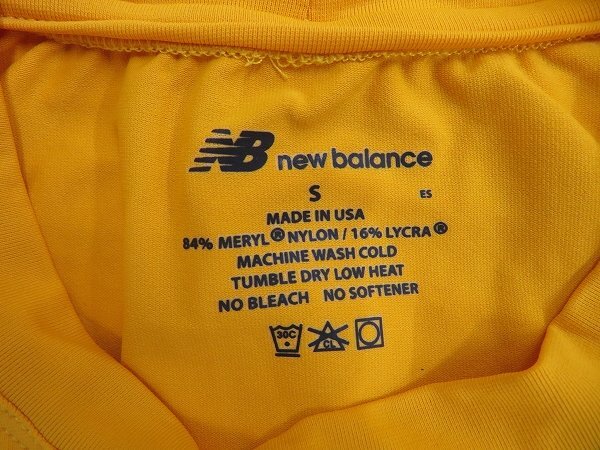 NB new balance
S ES
MADE IN USA
84% MERYL® NYLON / 16% LYCRA®
MACHINE WASH COLD
TUMBLE DRY LOW HEAT
NO BLEACH NO SOFTENER
30C CL